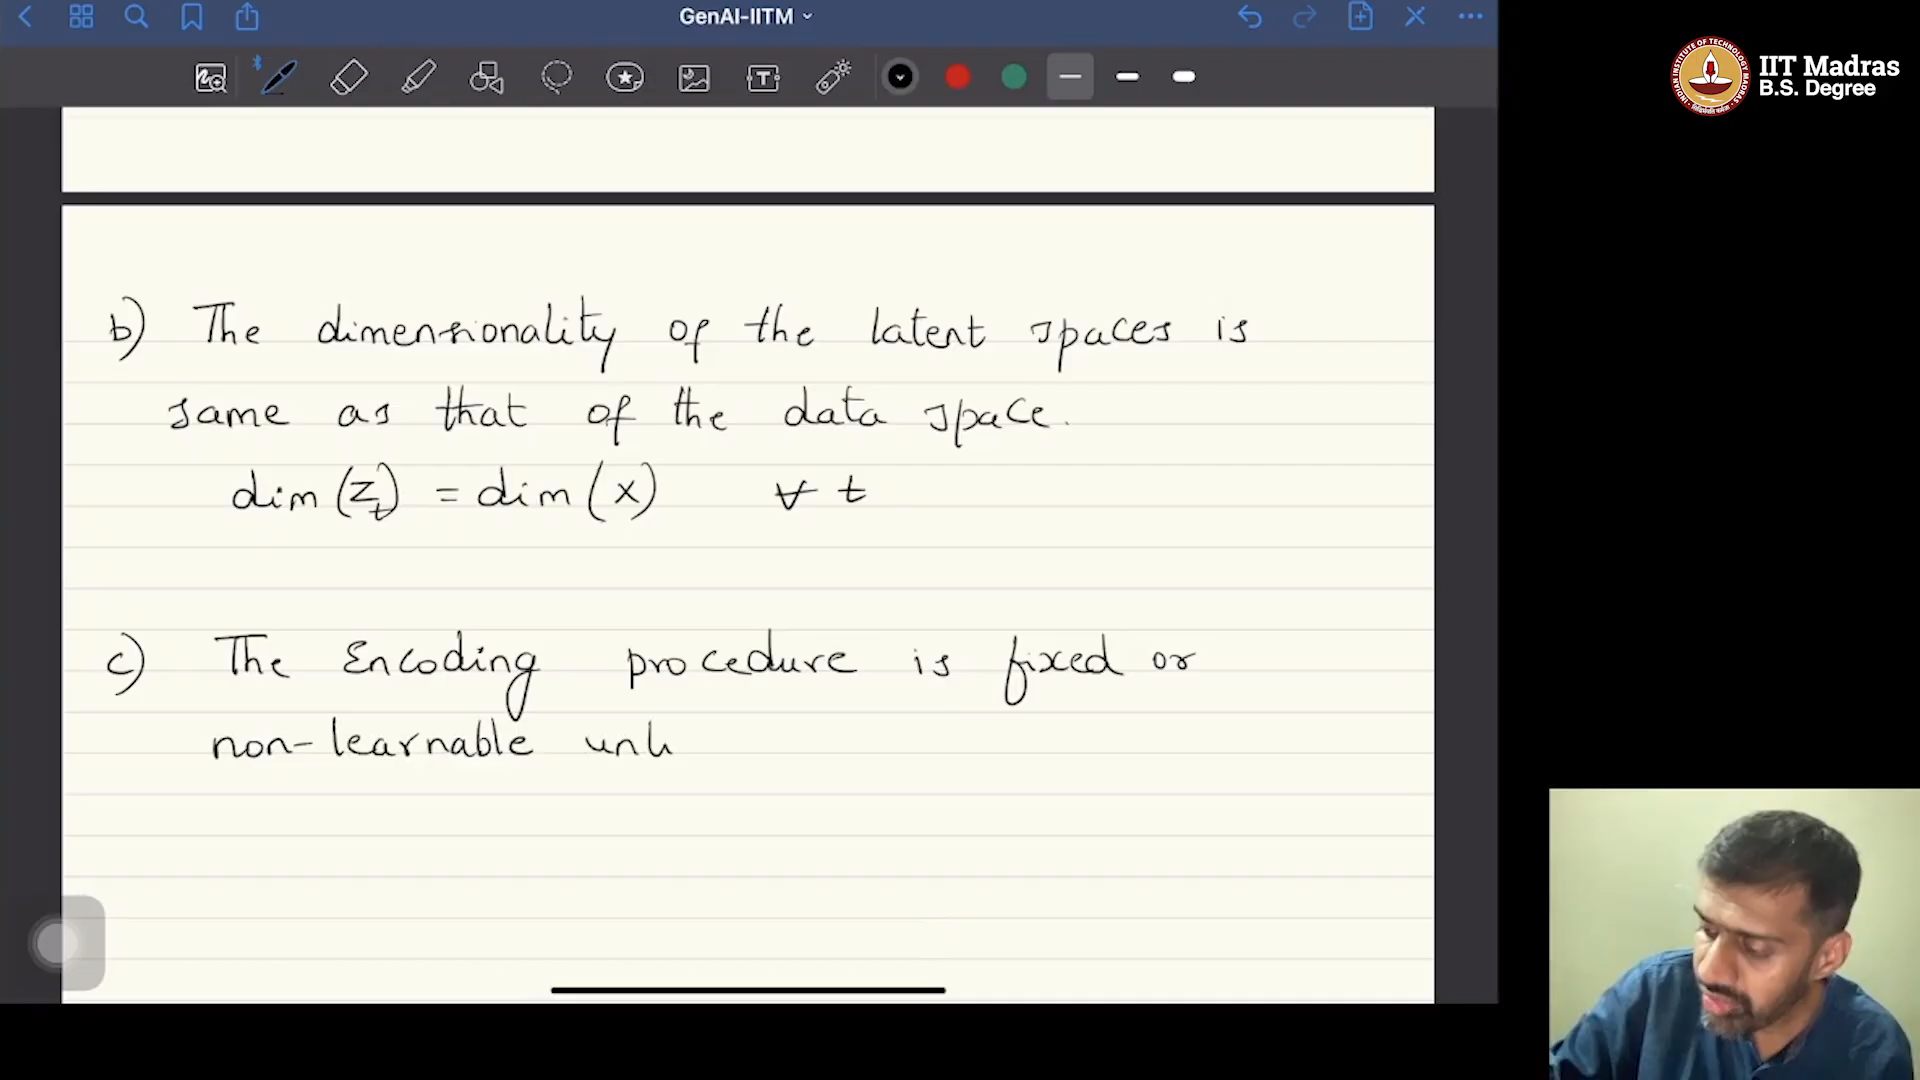 GenAI-IITM
IIT Madras
B.S. Degree
b) The dimensionality of the latent spaces is
same as that of the data space.
dim (z_t) = dim (x) ∀ t
c) The Encoding procedure is fixed or
non-learnable